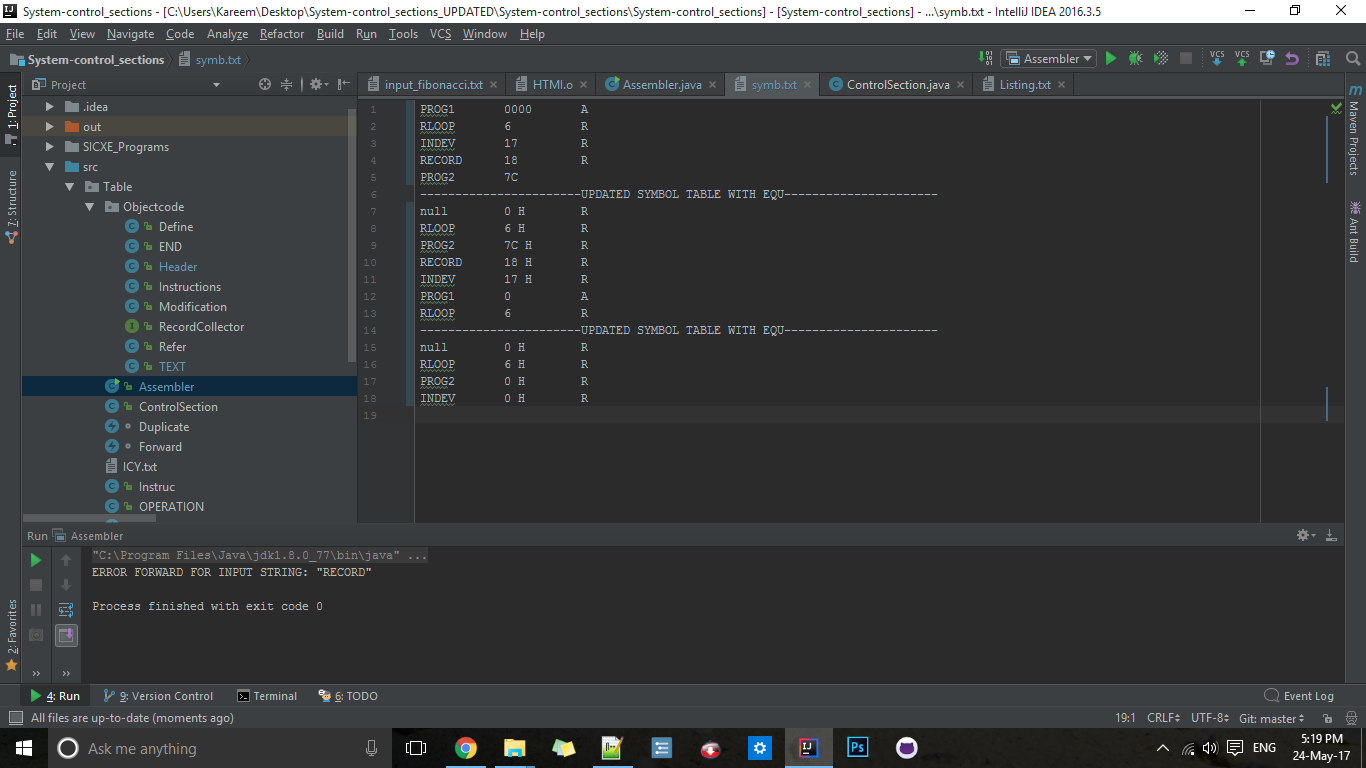 System-control_sections - [C:\Users\Kareem\Desktop\System-control_sections_UPDATED\System-control_sections\System-control_sections] - [System-control_sections] - ...\symb.txt - IntelliJ IDEA 2016.3.5
File Edit View Navigate Code Analyze Refactor Build Run Tools VCS Window Help
System-control_sections symb.txt Assembler VCS VCS
Project input_fibonacci.txt HTMl.o Assembler.java symb.txt ControlSection.java Listing.txt
1: Project
7: Structure
2: Favorites
.idea
out
SICXE_Programs
src
Table
Objectcode
Define
END
Header
Instructions
Modification
RecordCollector
Refer
TEXT
Assembler
ControlSection
Duplicate
Forward
ICY.txt
Instruc
OPERATION
1 PROG1 0000 A
2 RLOOP 6 R
3 INDEV 17 R
4 RECORD 18 R
5 PROG2 7C
6 -----------------------UPDATED SYMBOL TABLE WITH EQU----------------------
7 null 0 H R
8 RLOOP 6 H R
9 PROG2 7C H R
10 RECORD 18 H R
11 INDEV 17 H R
12 PROG1 0 A
13 RLOOP 6 R
14 -----------------------UPDATED SYMBOL TABLE WITH EQU----------------------
15 null 0 H R
16 RLOOP 6 H R
17 PROG2 0 H R
18 INDEV 0 H R
19
Maven Projects
Ant Build
Run Assembler
"C:\Program Files\Java\jdk1.8.0_77\bin\java" ...
ERROR FORWARD FOR INPUT STRING: "RECORD"
Process finished with exit code 0
4: Run 9: Version Control Terminal 6: TODO Event Log
All files are up-to-date (moments ago) 19:1 CRLF UTF-8 Git: master
Ask me anything Ps ENG 5:19 PM
24-May-17